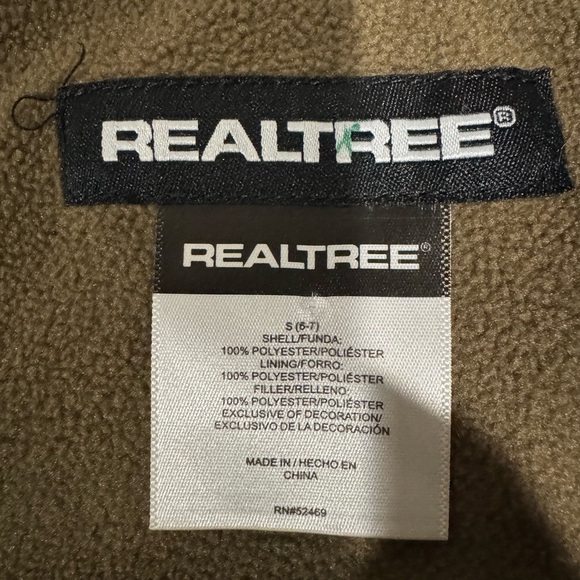 REALTREE®
REALTREE®
S (6-7)
SHELL/FUNDA:
100% POLYESTER/POLIÉSTER
LINING/FORRO:
100% POLYESTER/POLIÉSTER
FILLER/RELLENO:
100% POLYESTER/POLIÉSTER
EXCLUSIVE OF DECORATION/
EXCLUSIVO DE LA DECORACIÓN
MADE IN / HECHO EN
CHINA
RN#52469